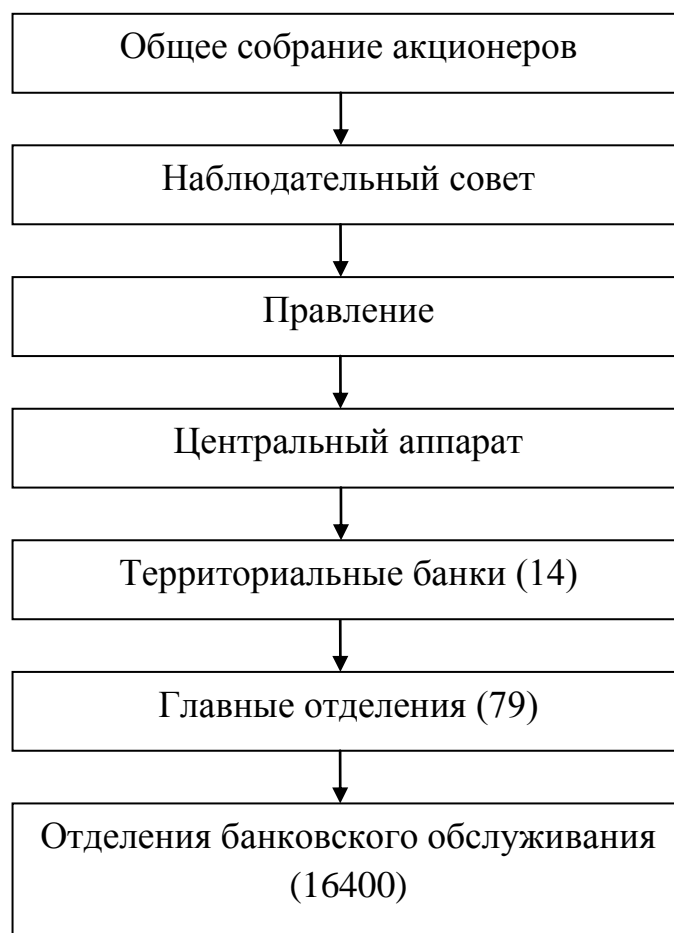 Общее собрание акционеров
Наблюдательный совет
Правление
Центральный аппарат
Территориальные банки (14)
Главные отделения (79)
Отделения банковского обслуживания
(16400)